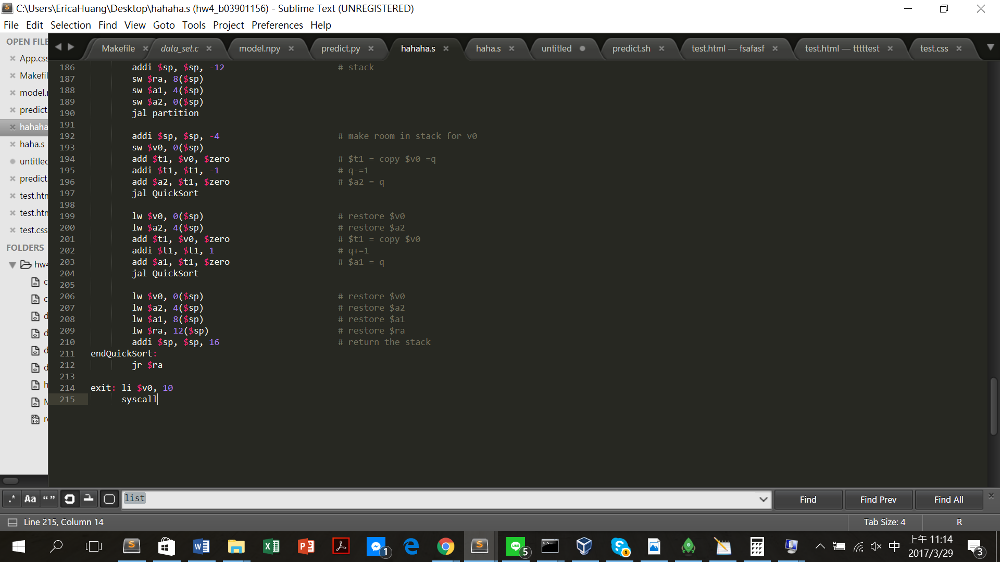 C:\Users\EricaHuang\Desktop\hahaha.s (hw4_b03901156) - Sublime Text (UNREGISTERED)
File Edit Selection Find View Goto Tools Project Preferences Help
OPEN FILE
App.css
Makefil
model.n
predict.
hahaha
haha.s
untitled
predict.
test.htm
test.htm
test.css
FOLDERS
hw4
c
c
d
d
d
d
h
M
r
Makefile data_set.c model.npy predict.py hahaha.s haha.s untitled predict.sh test.html — fsafasf test.html — tttttest test.css
186 addi $sp, $sp, -12 # stack
187 sw $ra, 8($sp)
188 sw $a1, 4($sp)
189 sw $a2, 0($sp)
190 jal partition
191
192 addi $sp, $sp, -4 # make room in stack for v0
193 sw $v0, 0($sp)
194 add $t1, $v0, $zero # $t1 = copy $v0 =q
195 addi $t1, $t1, -1 # q-=1
196 add $a2, $t1, $zero # $a2 = q
197 jal QuickSort
198
199 lw $v0, 0($sp) # restore $v0
200 lw $a2, 4($sp) # restore $a2
201 add $t1, $v0, $zero # $t1 = copy $v0
202 addi $t1, $t1, 1 # q+=1
203 add $a1, $t1, $zero # $a1 = q
204 jal QuickSort
205
206 lw $v0, 0($sp) # restore $v0
207 lw $a2, 4($sp) # restore $a2
208 lw $a1, 8($sp) # restore $a1
209 lw $ra, 12($sp) # restore $ra
210 addi $sp, $sp, 16 # return the stack
211 endQuickSort:
212 jr $ra
213
214 exit: li $v0, 10
215 syscall
.* Aa “” list Find Find Prev Find All
Line 215, Column 14 Tab Size: 4 R
1 5 1 中 上午 11:14
2017/3/29 3